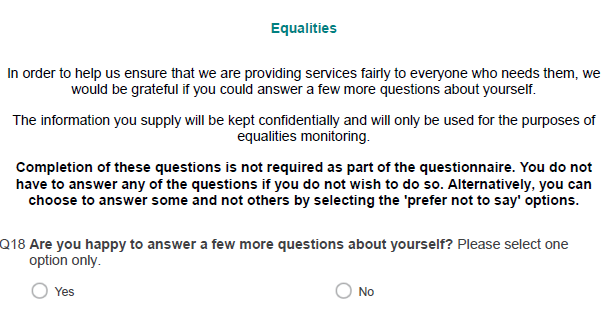 Equalities
In order to help us ensure that we are providing services fairly to everyone who needs them, we
would be grateful if you could answer a few more questions about yourself.
The information you supply will be kept confidentially and will only be used for the purposes of
equalities monitoring.
Completion of these questions is not required as part of the questionnaire. You do not
have to answer any of the questions if you do not wish to do so. Alternatively, you can
choose to answer some and not others by selecting the 'prefer not to say' options.
Q18 Are you happy to answer a few more questions about yourself? Please select one
option only.
Yes No